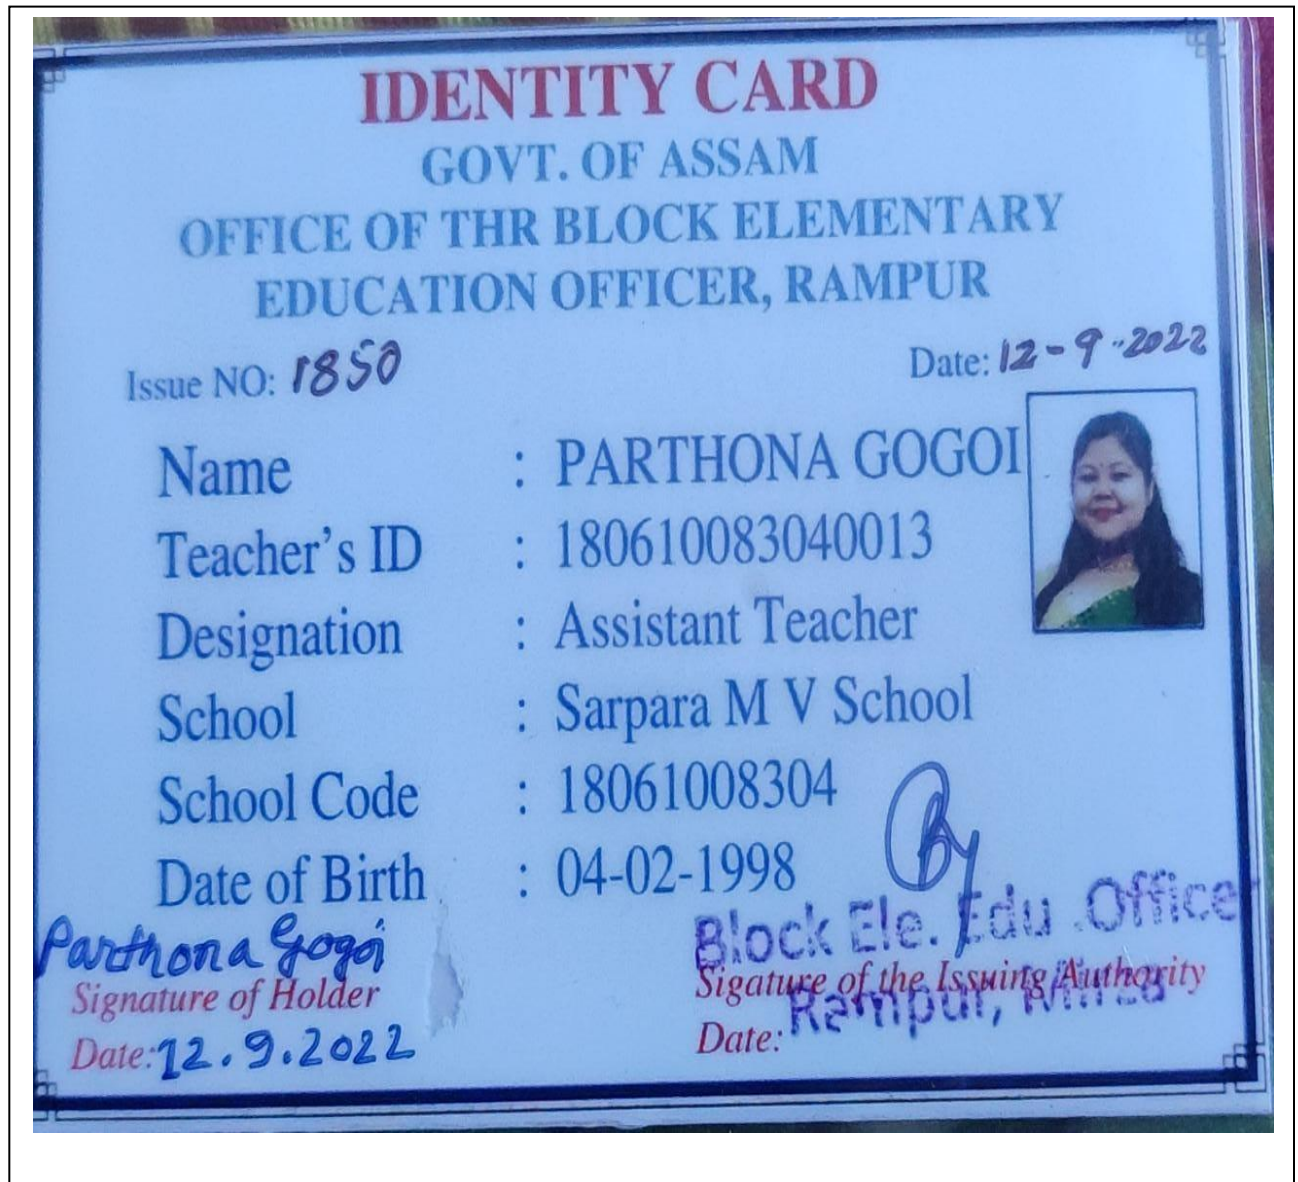 IDENTITY CARD
GOVT. OF ASSAM
OFFICE OF THR BLOCK ELEMENTARY
EDUCATION OFFICER, RAMPUR
Issue NO: 1850 Date: 12-9-2022
Name : PARTHONA GOGOI
Teacher's ID : 180610083040013
Designation : Assistant Teacher
School : Sarpara M V School
School Code : 18061008304
Date of Birth : 04-02-1998
Parthona Gogoi Block Ele. Edu. Officer
Signature of Holder Sigature of the Issuing Authority
Rampur, Mirza
Date: 12.9.2022 Date: